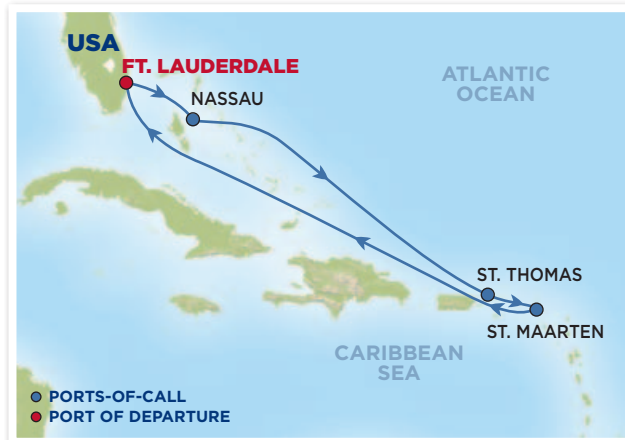 USA
FT. LAUDERDALE
NASSAU
ATLANTIC
OCEAN
ST. THOMAS
ST. MAARTEN
CARIBBEAN
SEA
PORTS-OF-CALL
PORT OF DEPARTURE